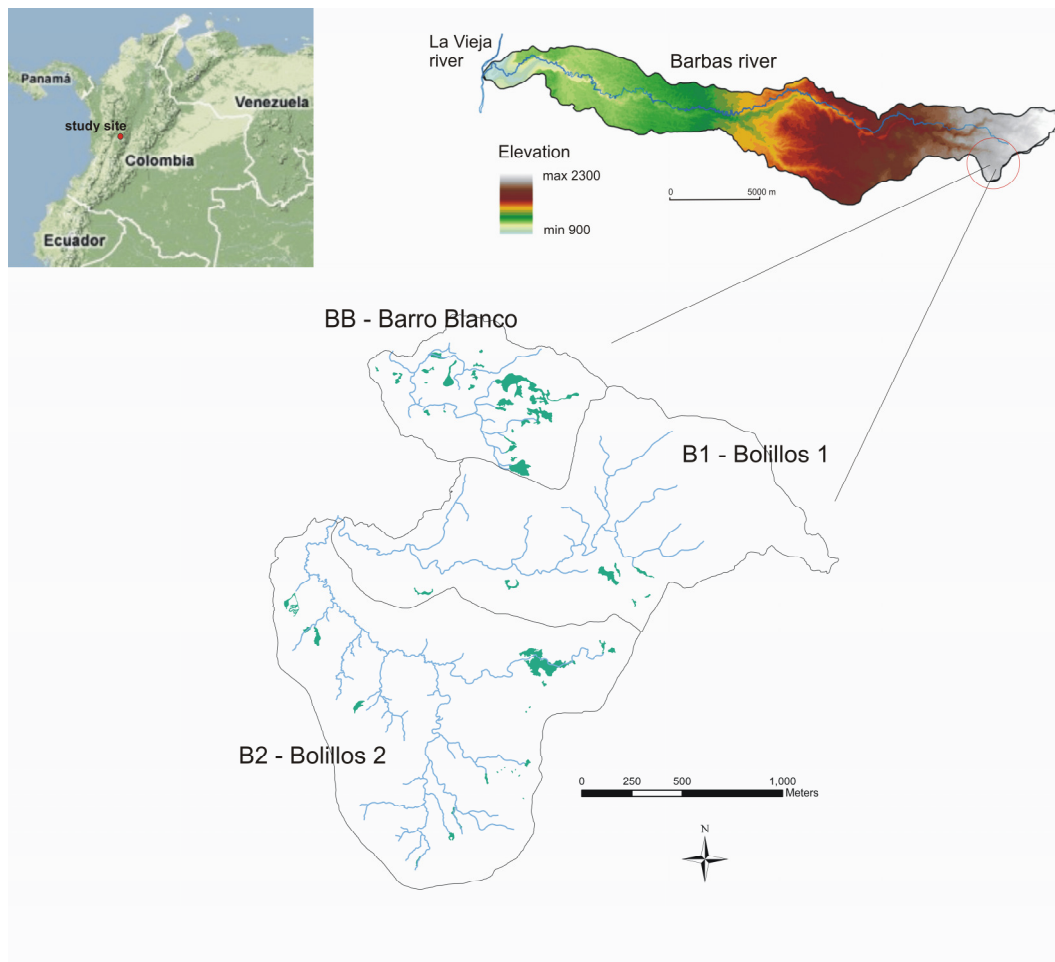 Panamá
Venezuela
study site
Colombia
Ecuador
La Vieja
river
Barbas river
Elevation
max 2300
min 900
0 5000 m
BB - Barro Blanco
B1 - Bolillos 1
B2 - Bolillos 2
0 250 500 1,000
Meters
N